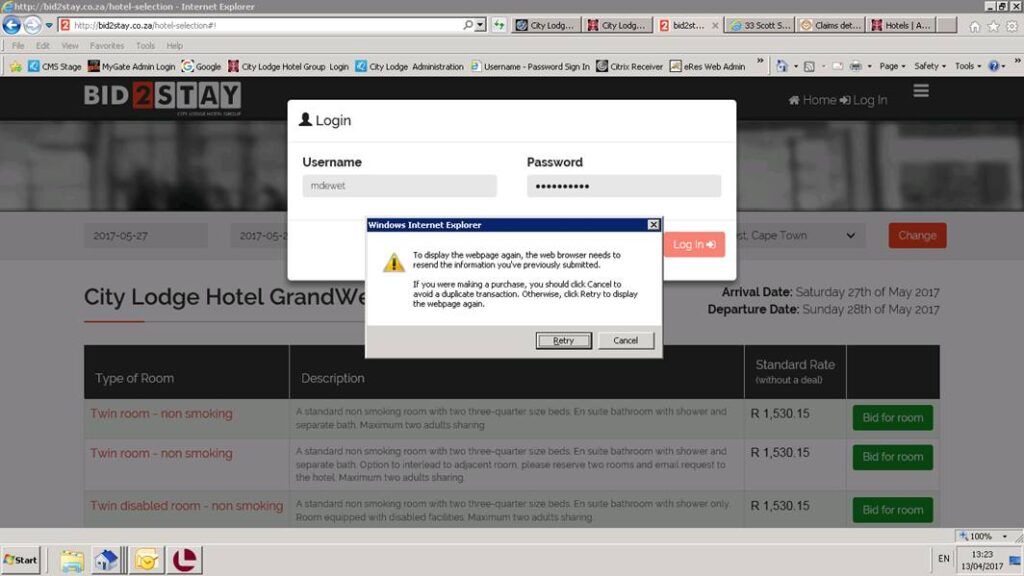 http://bid2stay.co.za/hotel-selection - Internet Explorer
http://bid2stay.co.za/hotel-selection#!
City Lodg...
City Lodg...
bid2st...
33 Scott S...
Claims det...
Hotels | A...
File Edit View Favorites Tools Help
CMS Stage
MyGate Admin Login
Google
City Lodge Hotel Group Login
City Lodge Administration
Username - Password Sign In
Citrix Receiver
eRes Web Admin
Page Safety Tools
BID2STAY
CITY LODGE HOTEL GROUP
Home Log In
Login
Username Password
mdewet ••••••••••
Log In
Windows Internet Explorer
To display the webpage again, the web browser needs to
resend the information you've previously submitted.
If you were making a purchase, you should click Cancel to
avoid a duplicate transaction. Otherwise, click Retry to display
the webpage again.
Retry Cancel
2017-05-27
2017-05-2
st, Cape Town
Change
City Lodge Hotel GrandWe
Arrival Date: Saturday 27th of May 2017
Departure Date: Sunday 28th of May 2017
Type of Room
Description
Standard Rate
(without a deal)
Twin room - non smoking
A standard non smoking room with two three-quarter size beds. En suite bathroom with shower and
separate bath. Maximum two adults sharing.
R 1,530.15
Bid for room
Twin room - non smoking
A standard non smoking room with two three-quarter size beds. En suite bathroom with shower and
separate bath. Option to interlead to adjacent room, please reserve two rooms and email request to
the hotel. Maximum two adults sharing.
R 1,530.15
Bid for room
Twin disabled room - non smoking
A standard non smoking room with two three-quarter size beds. En suite bathroom with shower only.
Room equipped with disabled facilities. Maximum two adults sharing.
R 1,530.15
Bid for room
100%
Start
EN
13:23
13/04/2017